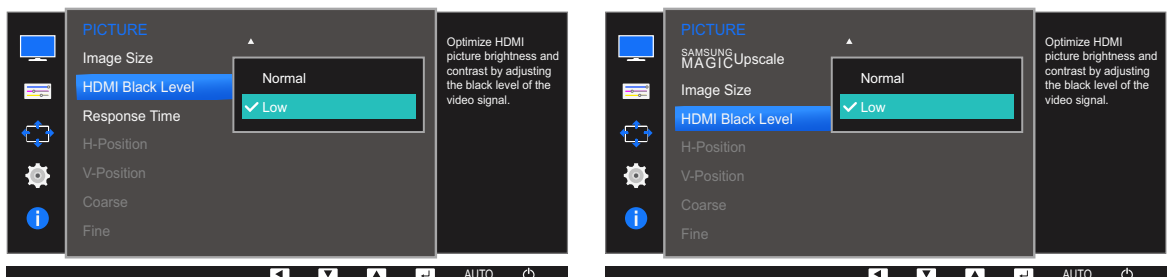 PICTURE
Image Size
HDMI Black Level
Response Time
H-Position
V-Position
Coarse
Fine
Normal
Low
Optimize HDMI
picture brightness and
contrast by adjusting
the black level of the
video signal.
AUTO
PICTURE
SAMSUNG
MAGICUpscale
Image Size
HDMI Black Level
H-Position
V-Position
Coarse
Fine
Normal
Low
Optimize HDMI
picture brightness and
contrast by adjusting
the black level of the
video signal.
AUTO